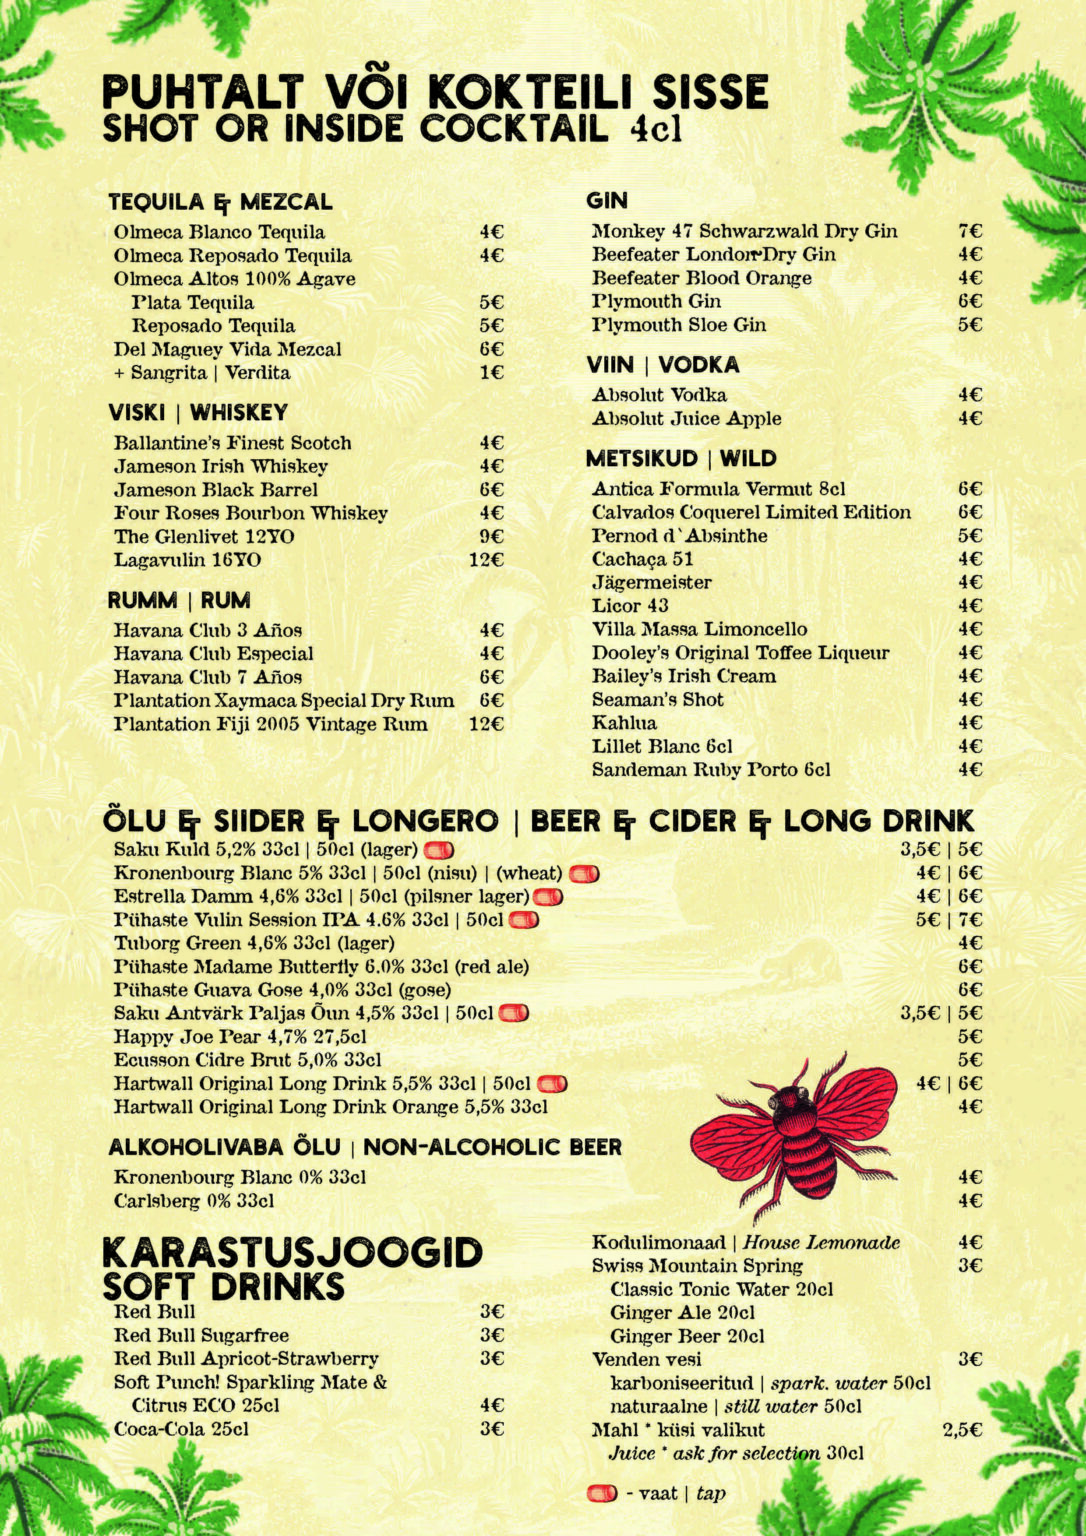 PUHTALT VÕI KOKTEILI SISSE
SHOT OR INSIDE COCKTAIL 4cl
TEQUILA & MEZCAL
Olmeca Blanco Tequila 4€
Olmeca Reposado Tequila 4€
Olmeca Altos 100% Agave
Plata Tequila 5€
Reposado Tequila 5€
Del Maguey Vida Mezcal 6€
+ Sangrita | Verdita 1€
VISKI | WHISKEY
Ballantine's Finest Scotch 4€
Jameson Irish Whiskey 4€
Jameson Black Barrel 6€
Four Roses Bourbon Whiskey 4€
The Glenlivet 12YO 9€
Lagavulin 16YO 12€
RUMM | RUM
Havana Club 3 Años 4€
Havana Club Especial 4€
Havana Club 7 Años 6€
Plantation Xaymaca Special Dry Rum 6€
Plantation Fiji 2005 Vintage Rum 12€
GIN
Monkey 47 Schwarzwald Dry Gin 7€
Beefeater London Dry Gin 4€
Beefeater Blood Orange 4€
Plymouth Gin 6€
Plymouth Sloe Gin 5€
VIIN | VODKA
Absolut Vodka 4€
Absolut Juice Apple 4€
METSIKUD | WILD
Antica Formula Vermut 8cl 6€
Calvados Coquerel Limited Edition 6€
Pernod d`Absinthe 5€
Cachaça 51 4€
Jägermeister 4€
Licor 43 4€
Villa Massa Limoncello 4€
Dooley's Original Toffee Liqueur 4€
Bailey's Irish Cream 4€
Seaman's Shot 4€
Kahlua 4€
Lillet Blanc 6cl 4€
Sandeman Ruby Porto 6cl 4€
ÕLU & SIIDER & LONGERO | BEER & CIDER & LONG DRINK
Saku Kuld 5,2% 33cl | 50cl (lager) 3,5€ | 5€
Kronenbourg Blanc 5% 33cl | 50cl (nisu) | (wheat) 4€ | 6€
Estrella Damm 4,6% 33cl | 50cl (pilsner lager) 4€ | 6€
Pühaste Vulin Session IPA 4.6% 33cl | 50cl 5€ | 7€
Tuborg Green 4,6% 33cl (lager) 4€
Pühaste Madame Butterfly 6.0% 33cl (red ale) 6€
Pühaste Guava Gose 4,0% 33cl (gose) 6€
Saku Antvärk Paljas Õun 4,5% 33cl | 50cl 3,5€ | 5€
Happy Joe Pear 4,7% 27,5cl 5€
Ecusson Cidre Brut 5,0% 33cl 5€
Hartwall Original Long Drink 5,5% 33cl | 50cl 4€ | 6€
Hartwall Original Long Drink Orange 5,5% 33cl 4€
ALKOHOLIVABA ÕLU | NON-ALCOHOLIC BEER
Kronenbourg Blanc 0% 33cl 4€
Carlsberg 0% 33cl 4€
KARASTUSJOOGID
SOFT DRINKS
Red Bull 3€
Red Bull Sugarfree 3€
Red Bull Apricot-Strawberry 3€
Soft Punch! Sparkling Mate &
Citrus ECO 25cl 4€
Coca-Cola 25cl 3€
Kodulimonaad | House Lemonade 4€
Swiss Mountain Spring 3€
Classic Tonic Water 20cl
Ginger Ale 20cl
Ginger Beer 20cl
Venden vesi 3€
karboniseeritud | spark. water 50cl
naturaalne | still water 50cl
Mahl * küsi valikut 2,5€
Juice * ask for selection 30cl
- vaat | tap